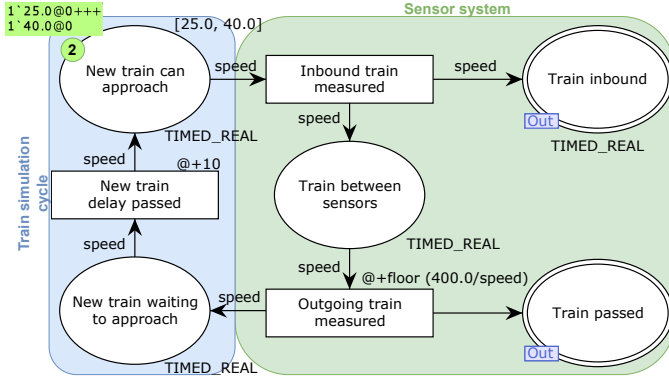 1`25.0@0+++
1`40.0@0
2
[25.0, 40.0]
Sensor system
New train can
approach
speed
Inbound train
measured
speed
Train inbound
Out
TIMED_REAL
TIMED_REAL
speed
speed
@+10
New train
delay passed
Train between
sensors
Train simulation
cycle
speed
TIMED_REAL
speed
@+floor (400.0/speed)
New train waiting
to approach
speed
Outgoing train
measured
Train passed
Out
TIMED_REAL